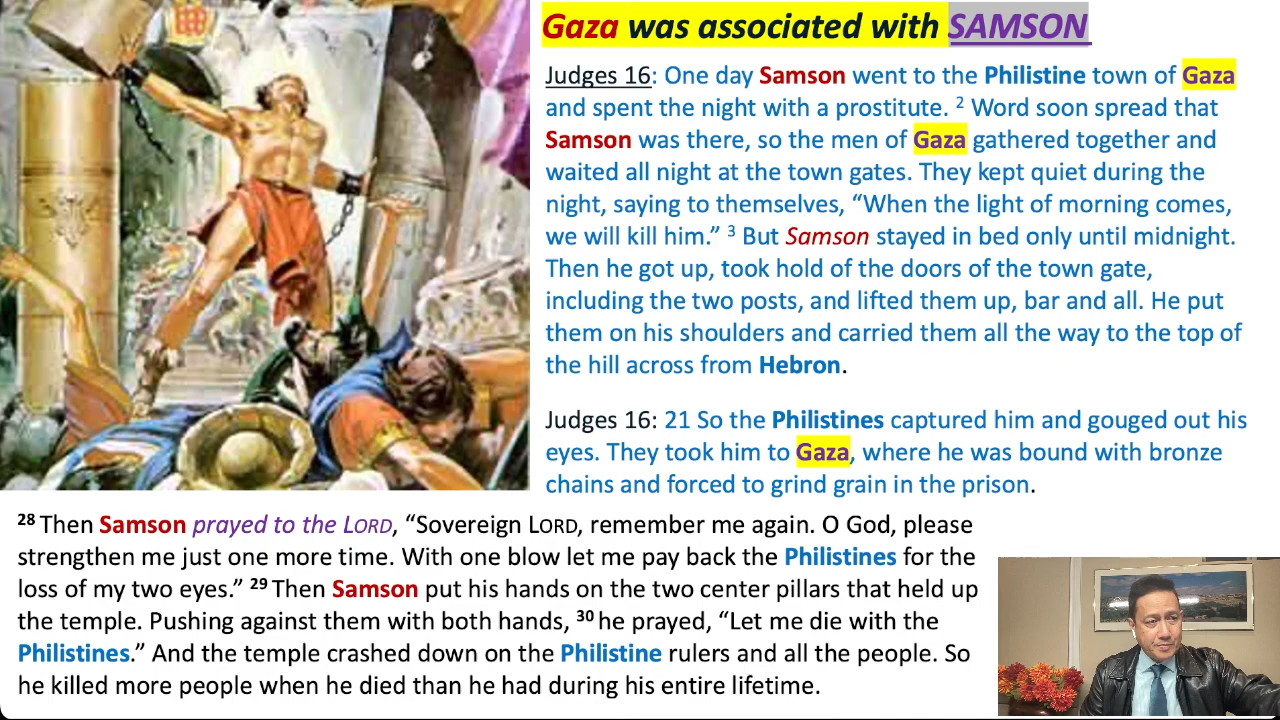 Gaza was associated with SAMSON
Judges 16: One day Samson went to the Philistine town of Gaza
and spent the night with a prostitute. 2 Word soon spread that
Samson was there, so the men of Gaza gathered together and
waited all night at the town gates. They kept quiet during the
night, saying to themselves, “When the light of morning comes,
we will kill him.” 3 But Samson stayed in bed only until midnight.
Then he got up, took hold of the doors of the town gate,
including the two posts, and lifted them up, bar and all. He put
them on his shoulders and carried them all the way to the top of
the hill across from Hebron.
Judges 16: 21 So the Philistines captured him and gouged out his
eyes. They took him to Gaza, where he was bound with bronze
chains and forced to grind grain in the prison.
28 Then Samson prayed to the LORD, “Sovereign LORD, remember me again. O God, please
strengthen me just one more time. With one blow let me pay back the Philistines for the
loss of my two eyes.” 29 Then Samson put his hands on the two center pillars that held up
the temple. Pushing against them with both hands, 30 he prayed, “Let me die with the
Philistines.” And the temple crashed down on the Philistine rulers and all the people. So
he killed more people when he died than he had during his entire lifetime.